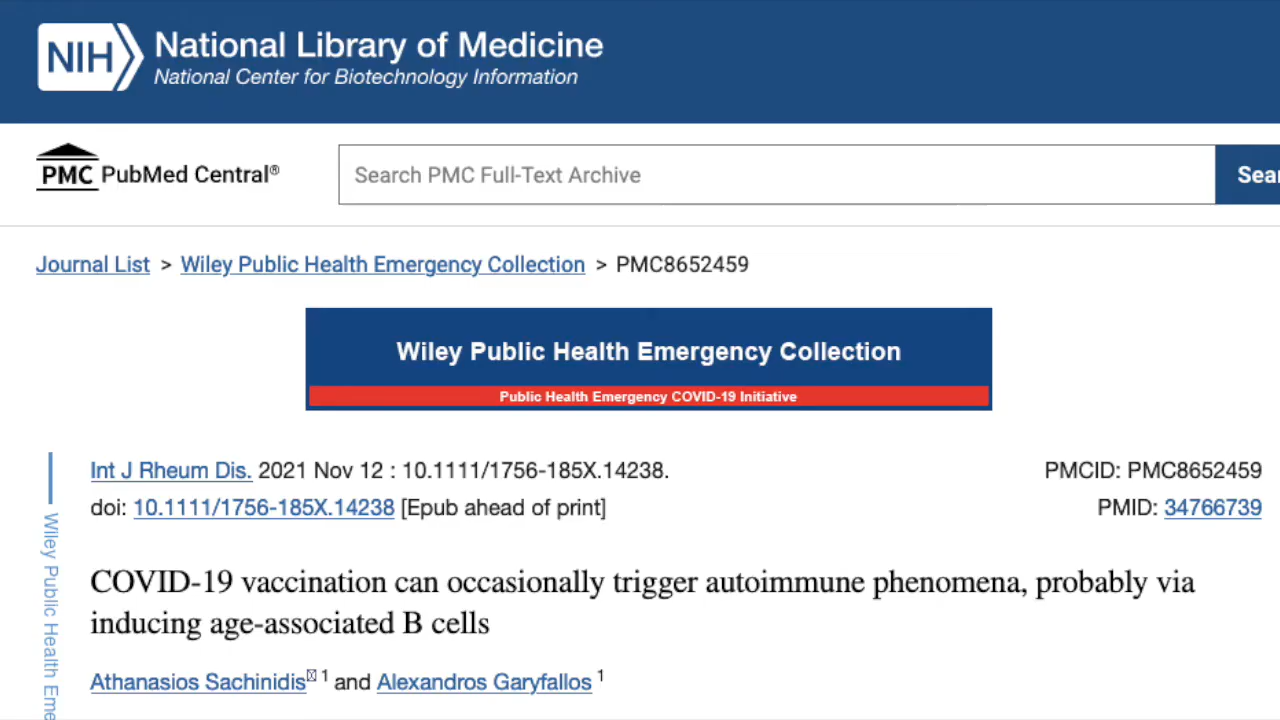 NIH National Library of Medicine
National Center for Biotechnology Information
PMC PubMed Central®
Search PMC Full-Text Archive
Sea
Journal List > Wiley Public Health Emergency Collection > PMC8652459
Wiley Public Health Emergency Collection
Public Health Emergency COVID-19 Initiative
Int J Rheum Dis. 2021 Nov 12 : 10.1111/1756-185X.14238.
PMCID: PMC8652459
doi: 10.1111/1756-185X.14238 [Epub ahead of print]
PMID: 34766739
Wiley Public Health Eme
COVID-19 vaccination can occasionally trigger autoimmune phenomena, probably via
inducing age-associated B cells
Athanasios Sachinidis 1 and Alexandros Garyfallos 1